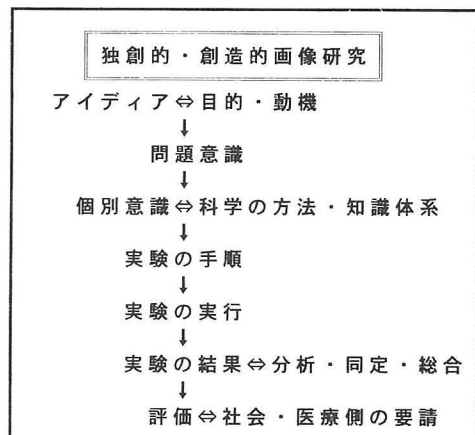 独創的・創造的画像研究
アイディア⇔目的・動機
↓
問題意識
↓
個別意識⇔科学の方法・知識体系
↓
実験の手順
↓
実験の実行
↓
実験の結果⇔分析・同定・総合
↓
評価⇔社会・医療側の要請